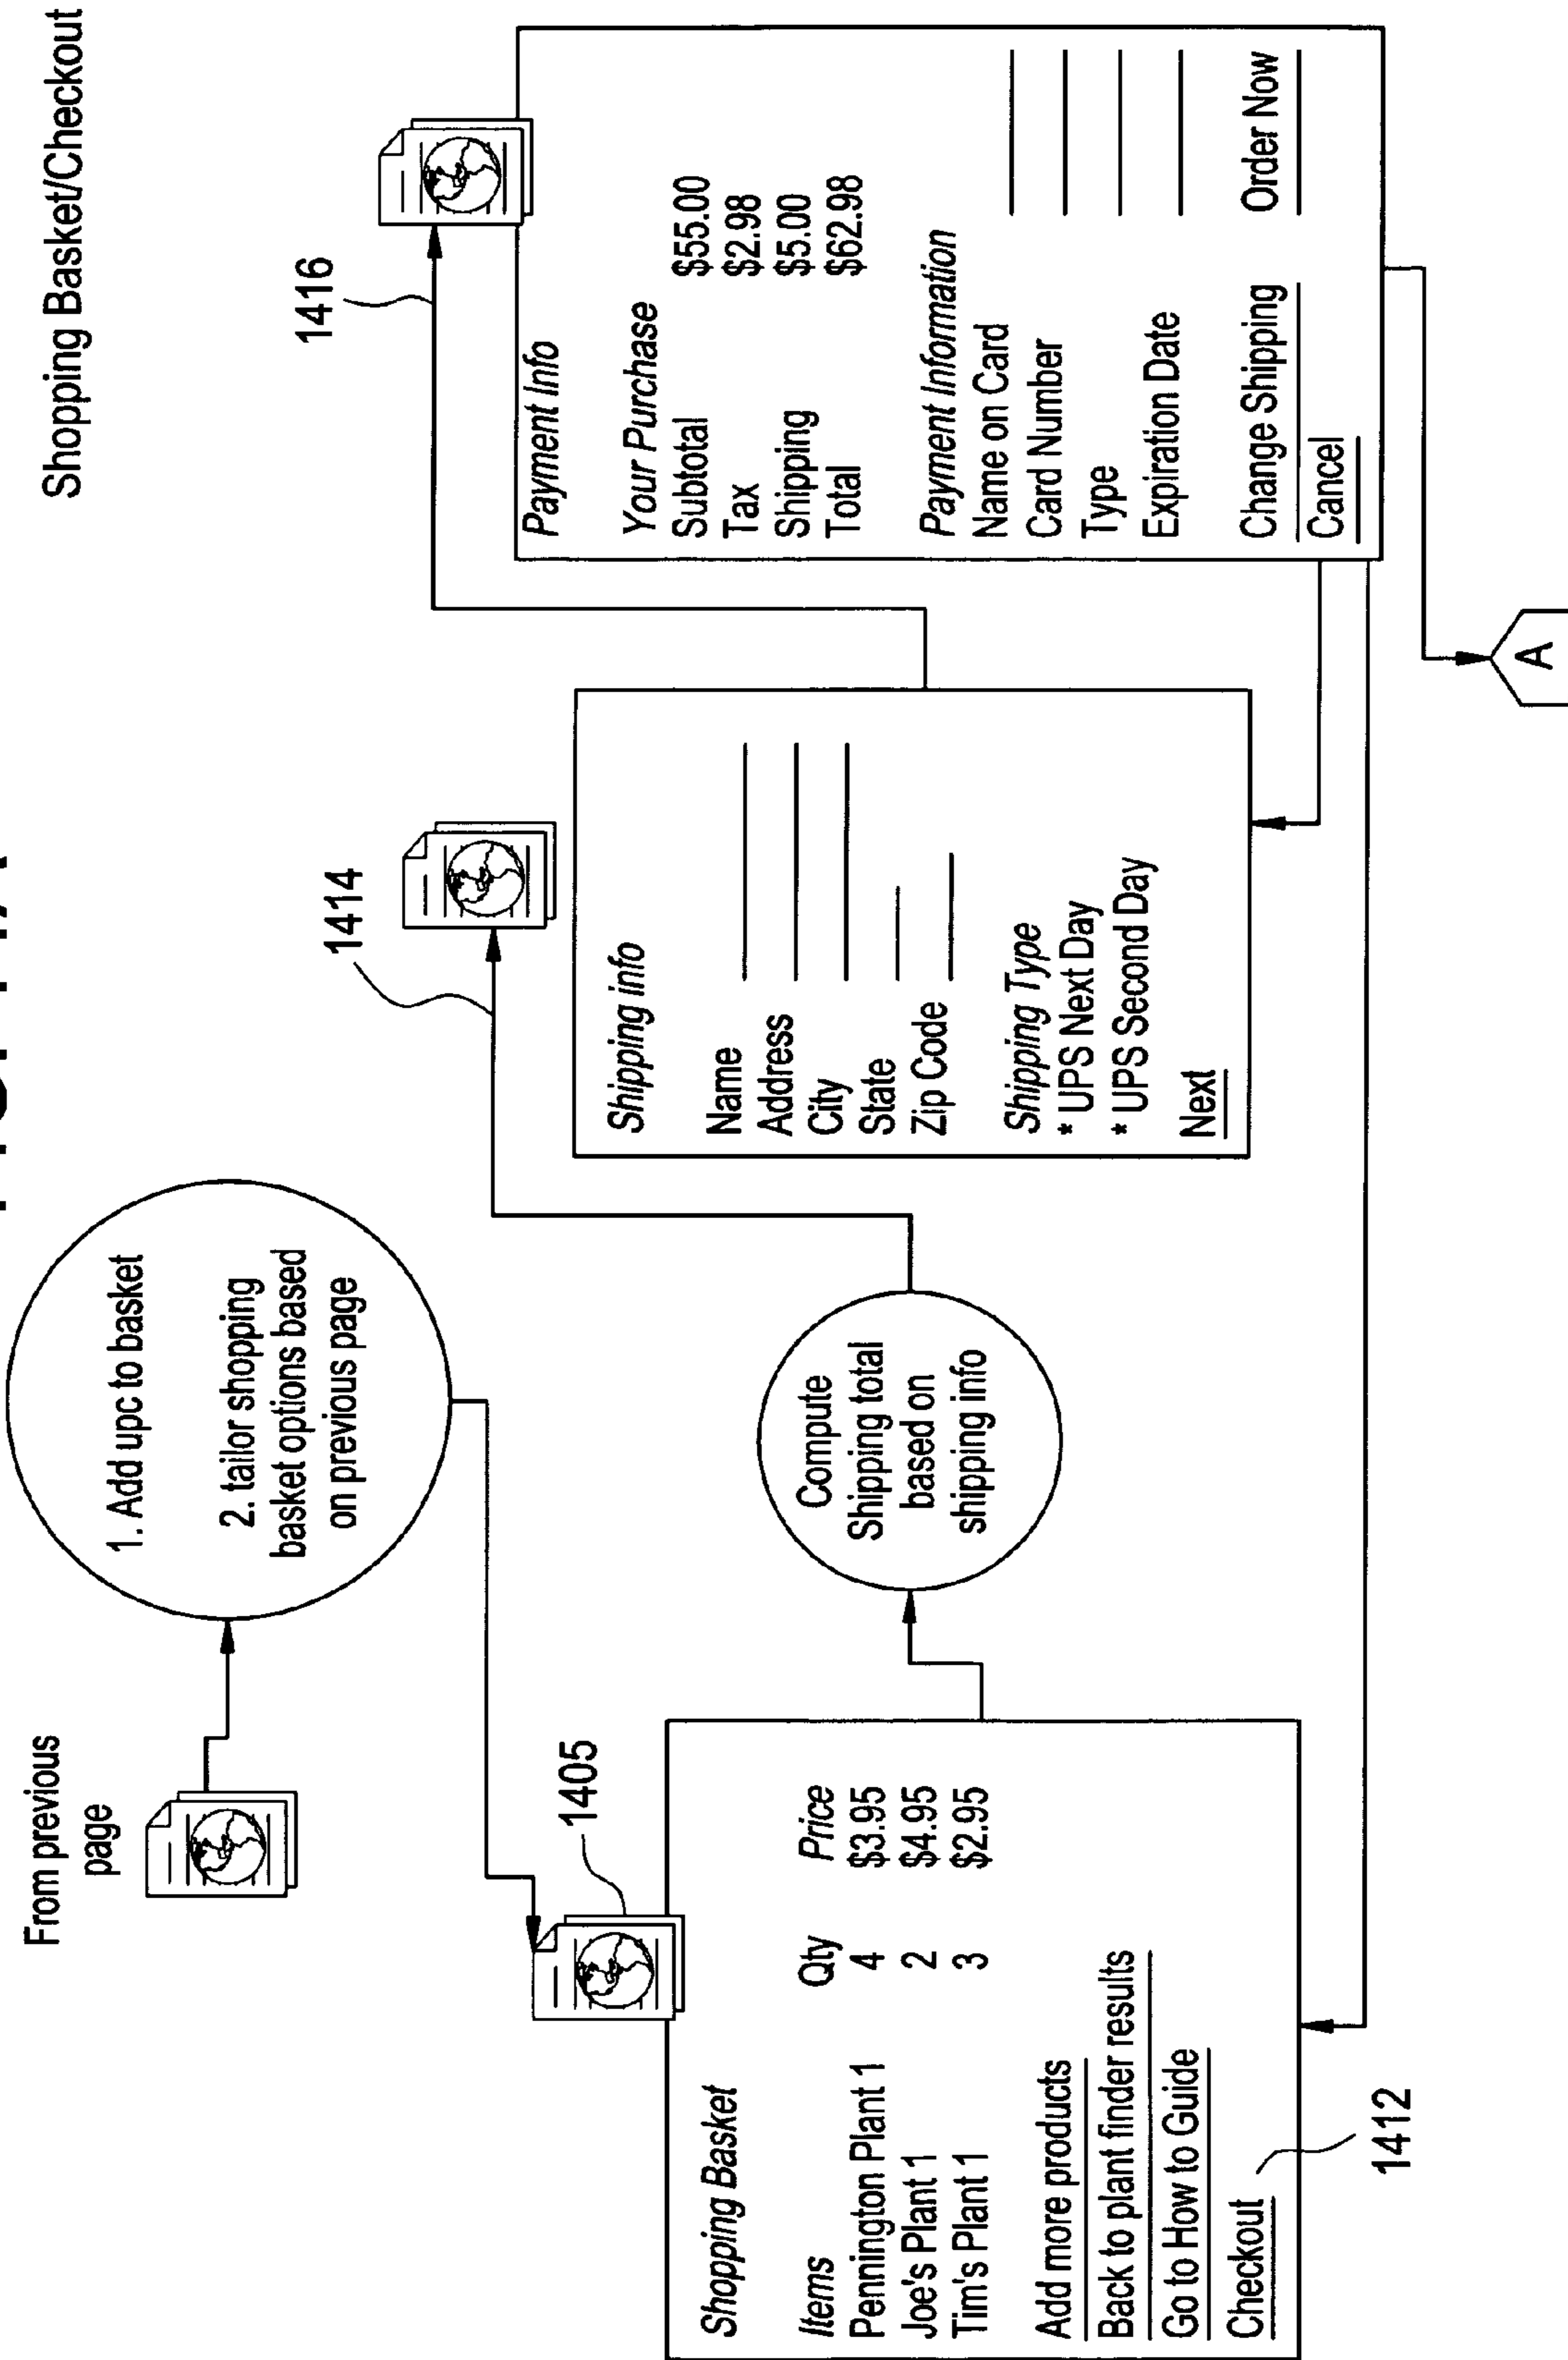 Shopping Basket/Checkout
From previous
page
1. Add upc to basket
2. tailor shopping
basket options based
on previous page
1405
Shopping Basket
Items Qty Price
Pennington Plant 1 4 $3.95
Joe's Plant 1 2 $4.95
Tim's Plant 1 3 $2.95
Add more products
Back to plant finder results
Go to How to Guide
Checkout
1412
Compute
Shipping total
based on
shipping info
1414
Shipping info
Name
Address
City
State
Zip Code
Shipping Type
* UPS Next Day
* UPS Second Day
Next
1416
Payment Info
Your Purchase
Subtotal $55.00
Tax $2.98
Shipping $5.00
Total $62.98
Payment Information
Name on Card
Card Number
Type
Expiration Date
Change Shipping Order Now
Cancel
A